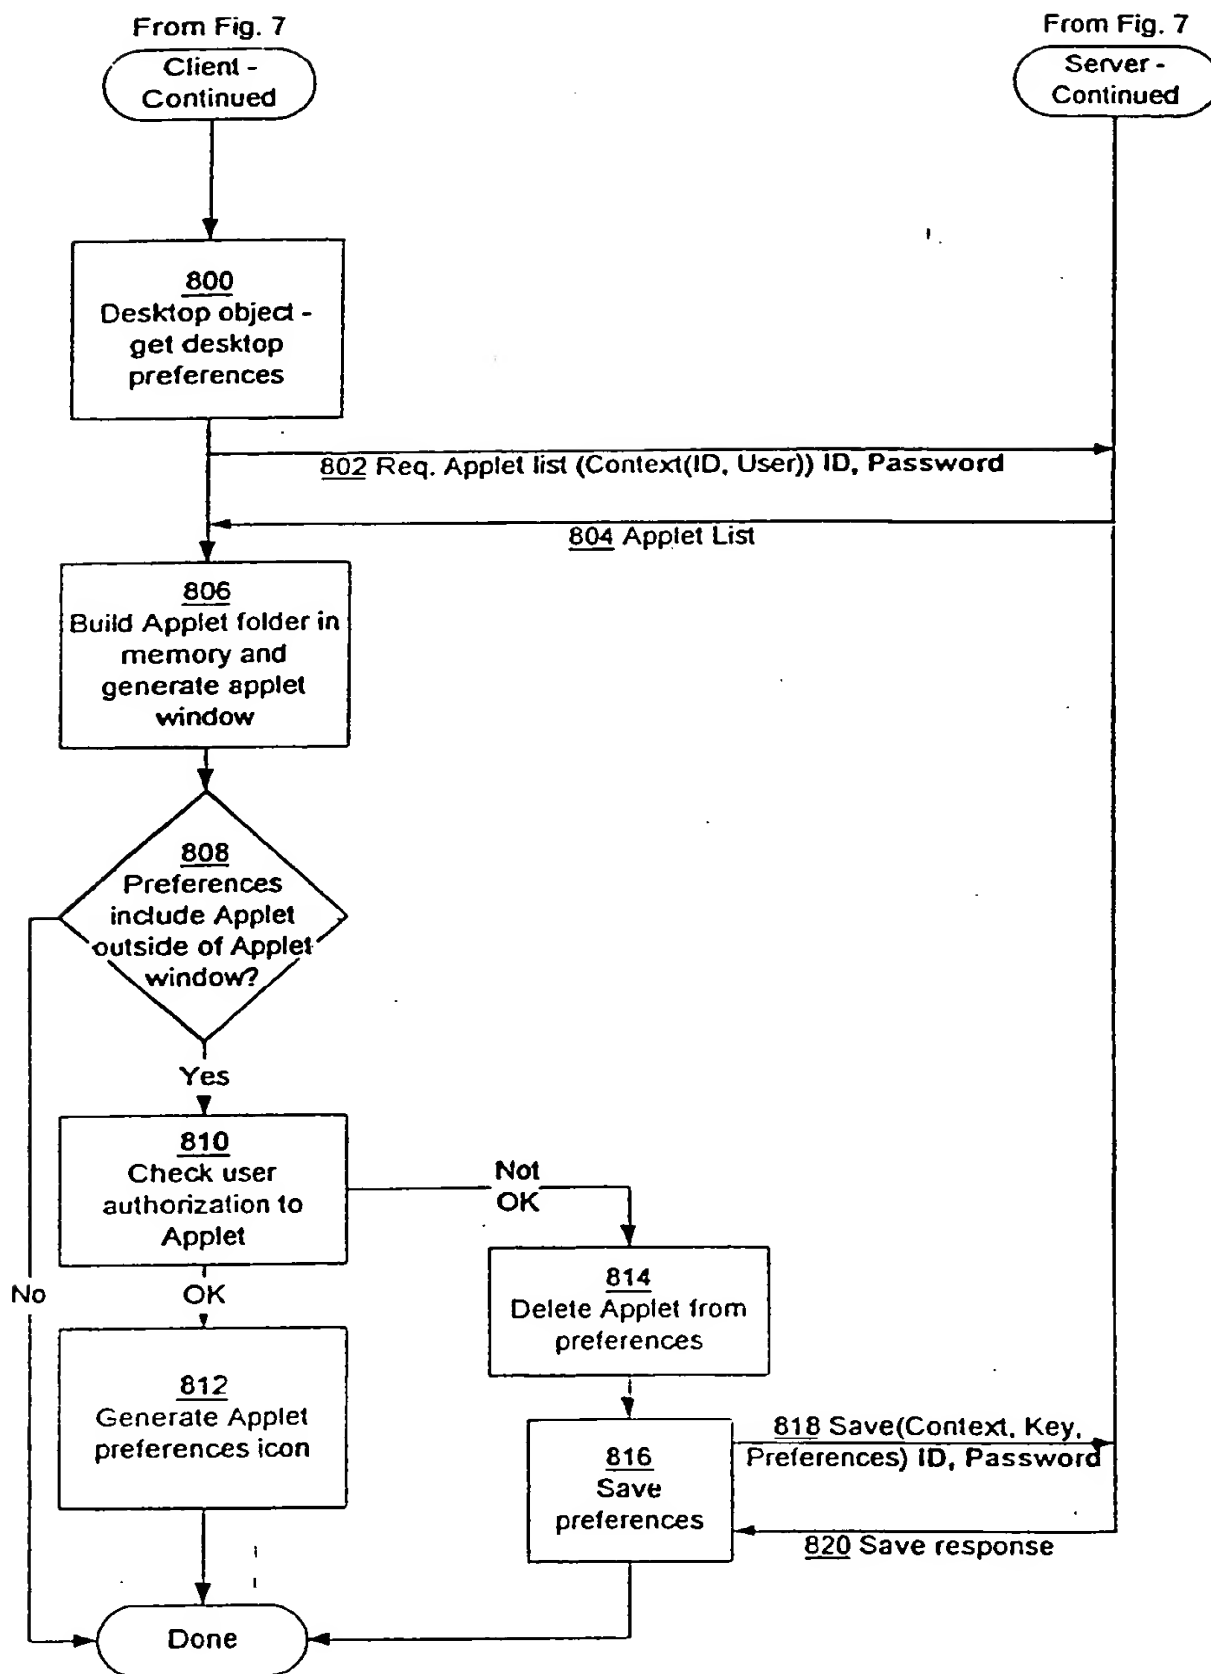 From Fig. 7
Client -
Continued
From Fig. 7
Server -
Continued
800
Desktop object -
get desktop
preferences
802 Req. Applet list (Context(ID, User)) ID, Password
804 Applet List
806
Build Applet folder in
memory and
generate applet
window
808
Preferences
include Applet
outside of Applet
window?
Yes
No
810
Check user
authorization to
Applet
Not
OK
OK
812
Generate Applet
preferences icon
814
Delete Applet from
preferences
816
Save
preferences
818 Save(Context, Key,
Preferences) ID, Password
820 Save response
Done